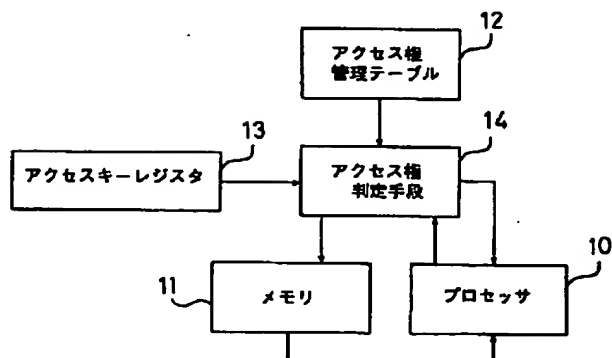 12
アクセス権
管理テーブル
13
アクセスキーレジスタ
14
アクセス権
判定手段
11
メモリ
10
プロセッサ